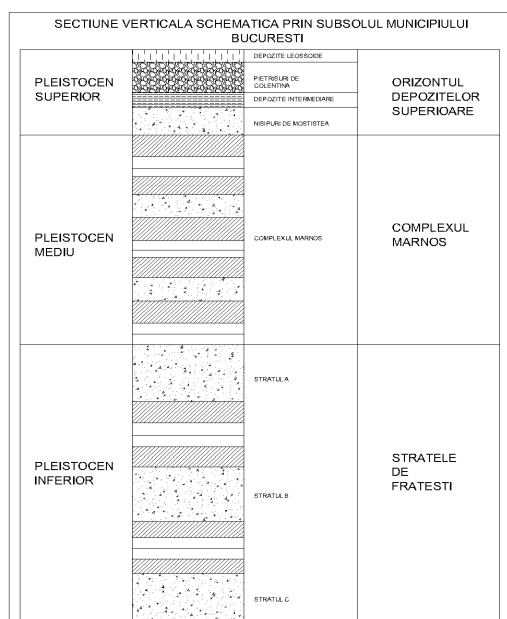 SECTIUNE VERTICALA SCHEMATICA PRIN SUBSOLUL MUNICIPIULUI
BUCURESTI
PLEISTOCEN
SUPERIOR
DEPOZITE LEOSSOIDE
PIETRISURI DE
COLENTINA
DEPOZITE INTERMEDIARE
NISIPURI DE MOSTISTEA
ORIZONTUL
DEPOZITELOR
SUPERIOARE
PLEISTOCEN
MEDIU
COMPLEXUL MARNOS
COMPLEXUL
MARNOS
PLEISTOCEN
INFERIOR
STRATUL A
STRATUL B
STRATUL C
STRATELE
DE
FRATESTI